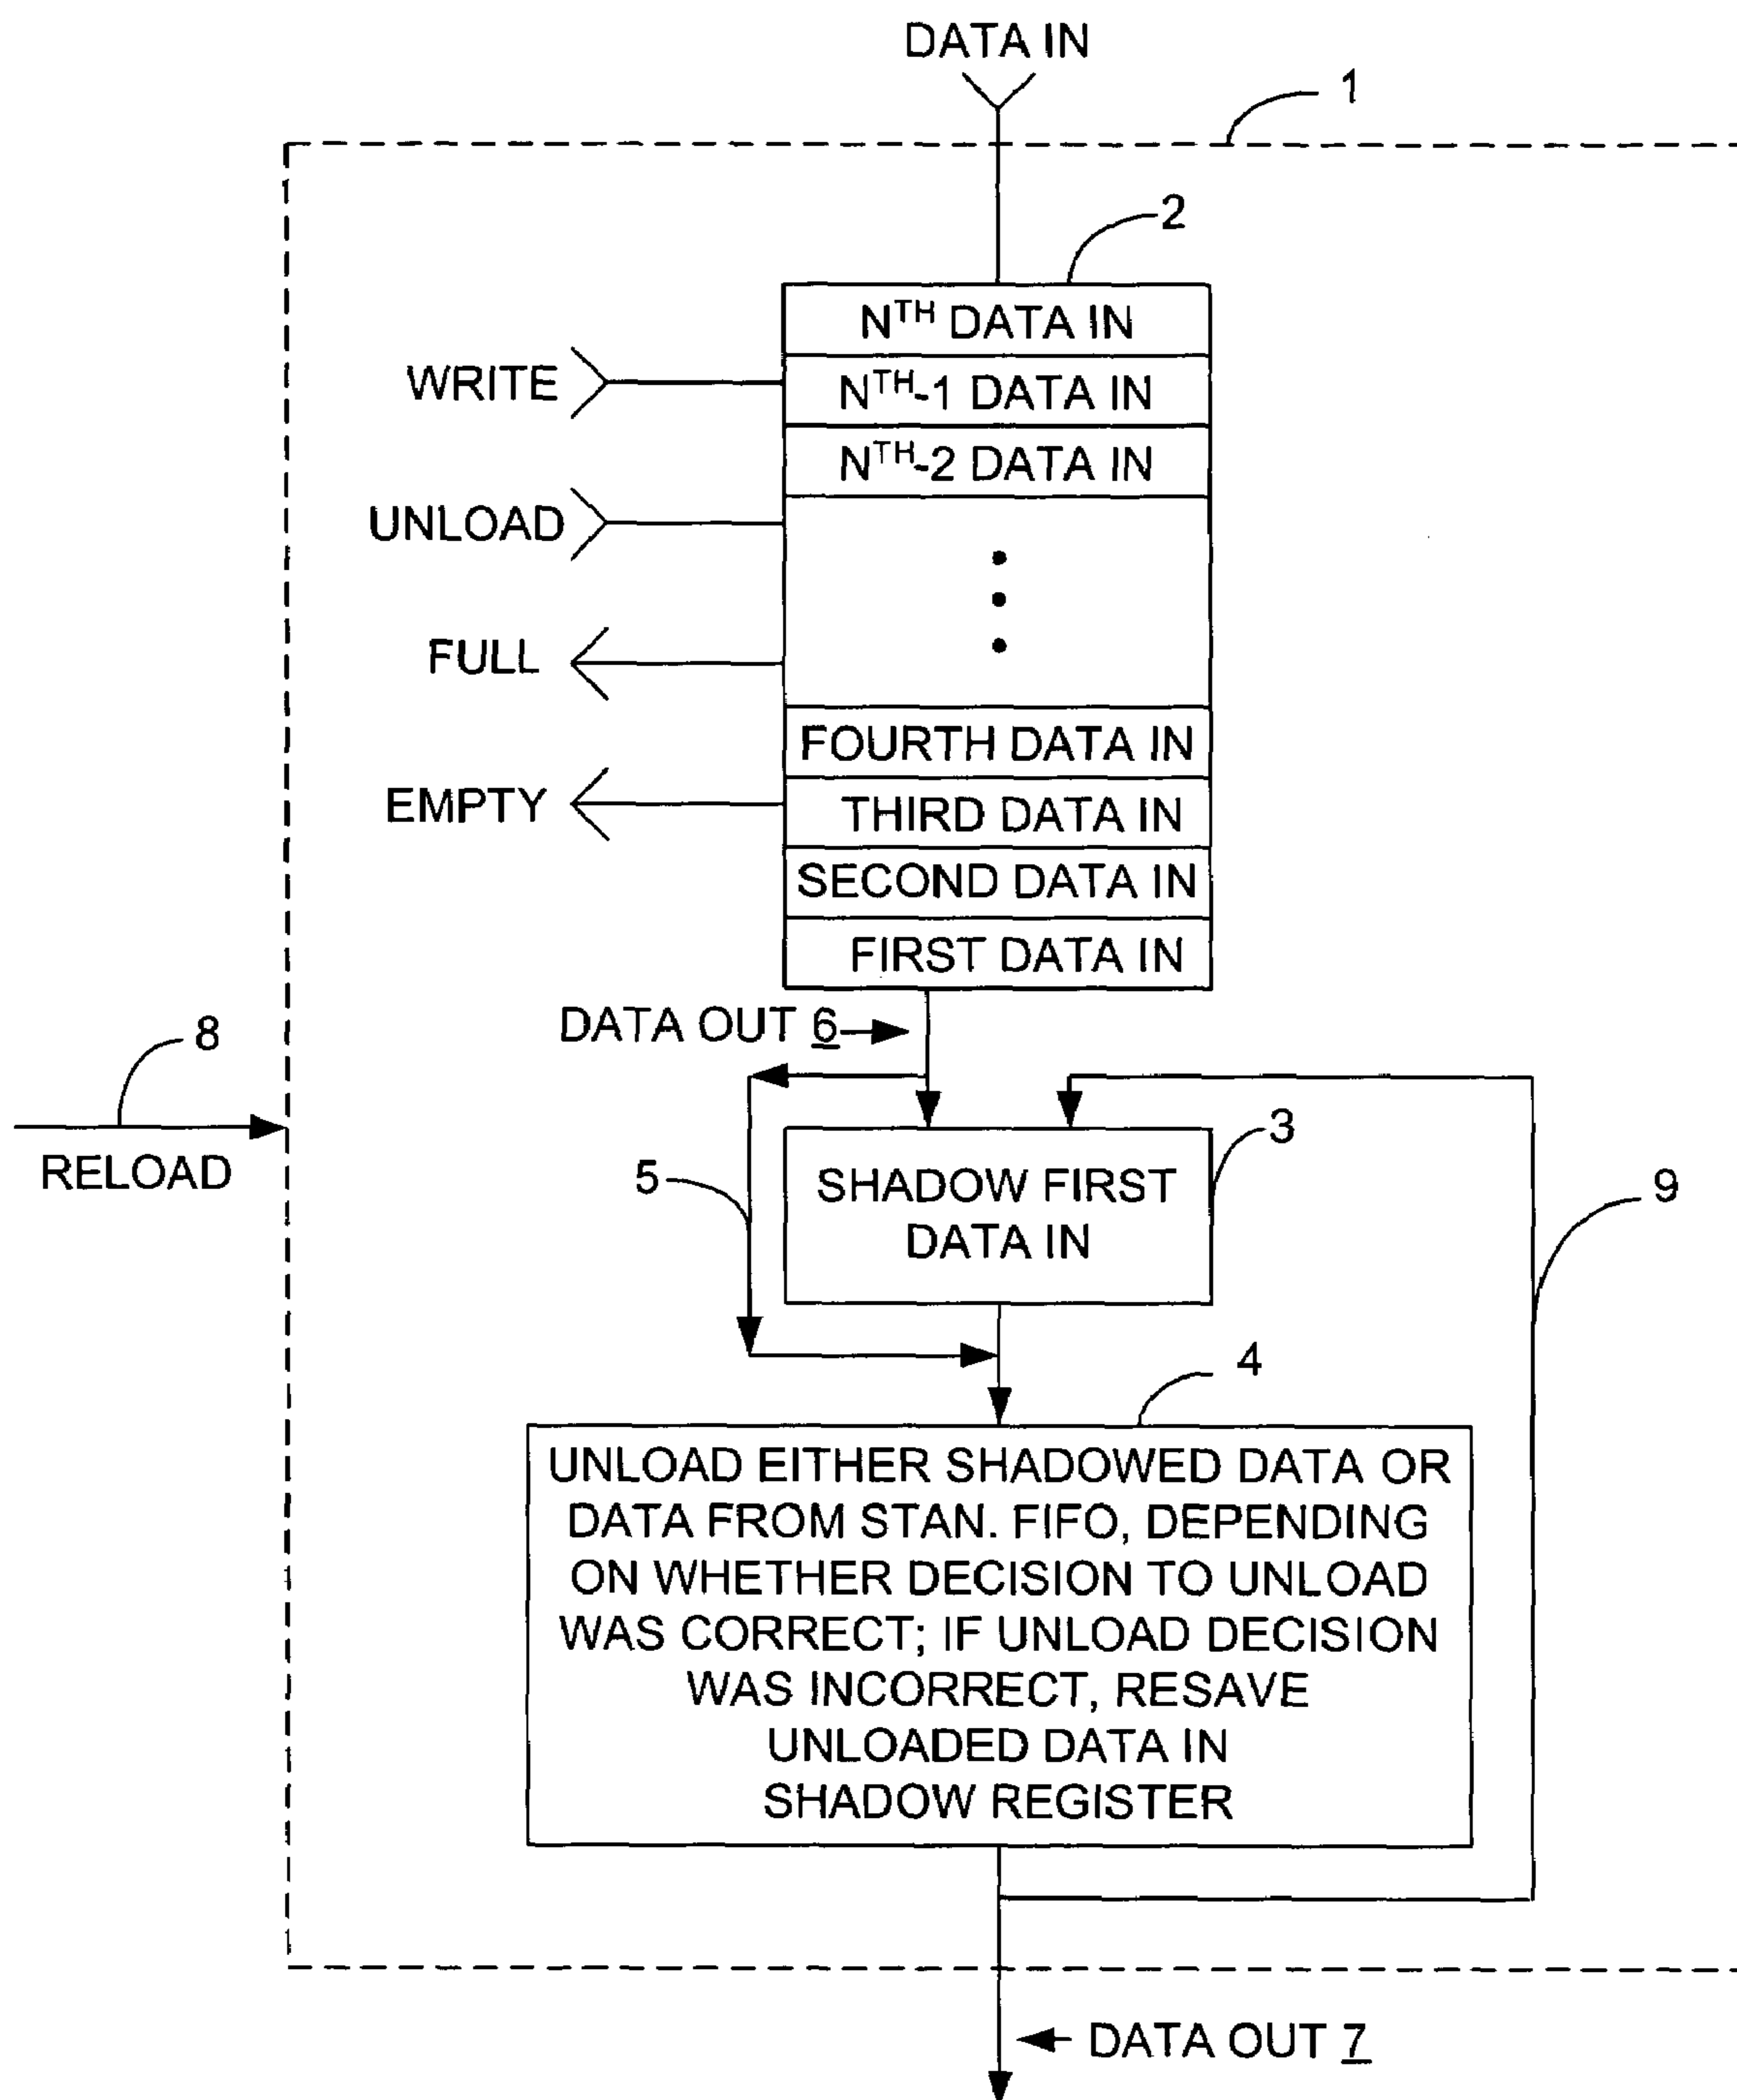 DATA IN
1
2
N^TH DATA IN
WRITE
N^TH-1 DATA IN
N^TH-2 DATA IN
UNLOAD
FULL
FOURTH DATA IN
EMPTY
THIRD DATA IN
SECOND DATA IN
FIRST DATA IN
DATA OUT 6
8
RELOAD
3
5
SHADOW FIRST
DATA IN
9
4
UNLOAD EITHER SHADOWED DATA OR
DATA FROM STAN. FIFO, DEPENDING
ON WHETHER DECISION TO UNLOAD
WAS CORRECT; IF UNLOAD DECISION
WAS INCORRECT, RESAVE
UNLOADED DATA IN
SHADOW REGISTER
DATA OUT 7